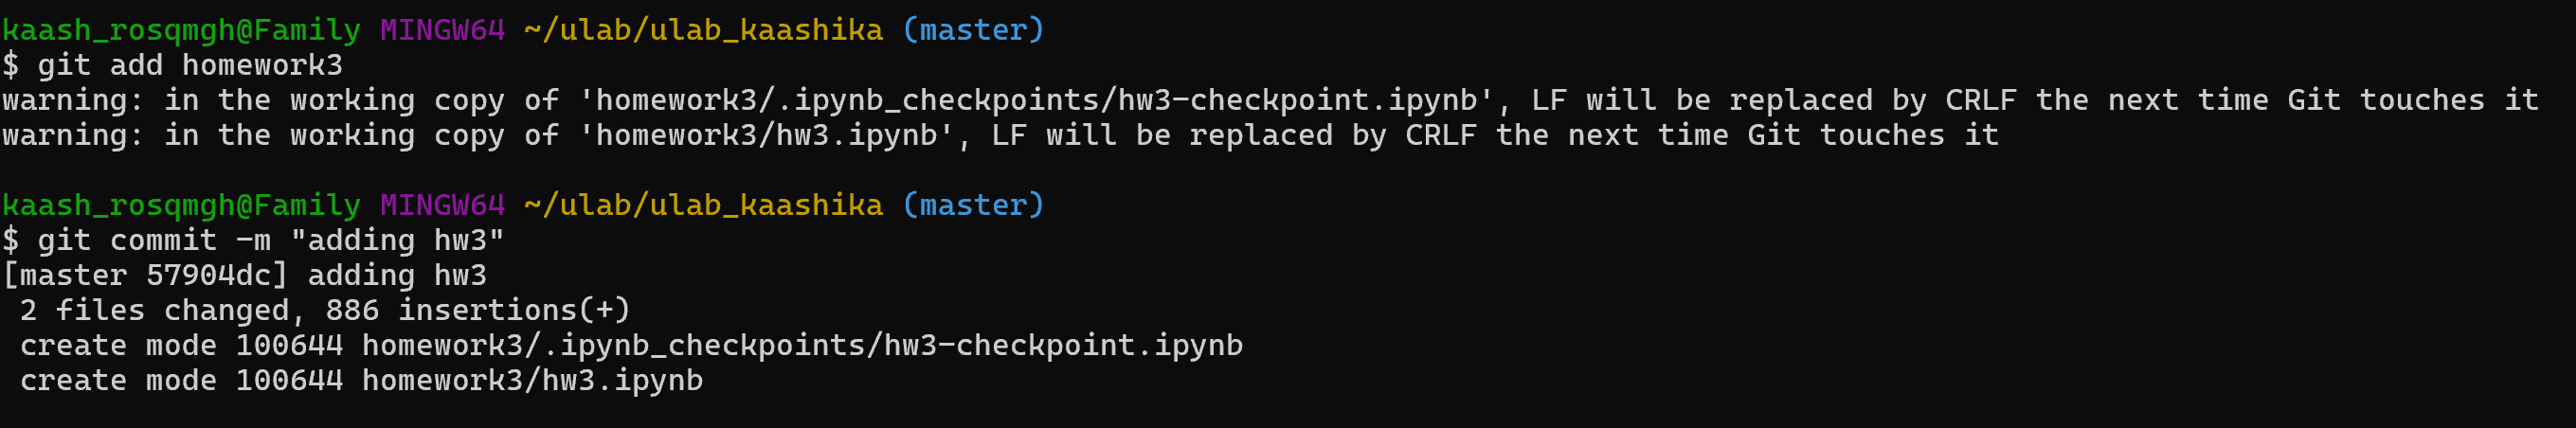 kaash_rosqmgh@Family MINGW64 ~/ulab/ulab_kaashika (master)
$ git add homework3
warning: in the working copy of 'homework3/.ipynb_checkpoints/hw3-checkpoint.ipynb', LF will be replaced by CRLF the next time Git touches it
warning: in the working copy of 'homework3/hw3.ipynb', LF will be replaced by CRLF the next time Git touches it
kaash_rosqmgh@Family MINGW64 ~/ulab/ulab_kaashika (master)
$ git commit -m "adding hw3"
[master 57904dc] adding hw3
 2 files changed, 886 insertions(+)
 create mode 100644 homework3/.ipynb_checkpoints/hw3-checkpoint.ipynb
 create mode 100644 homework3/hw3.ipynb